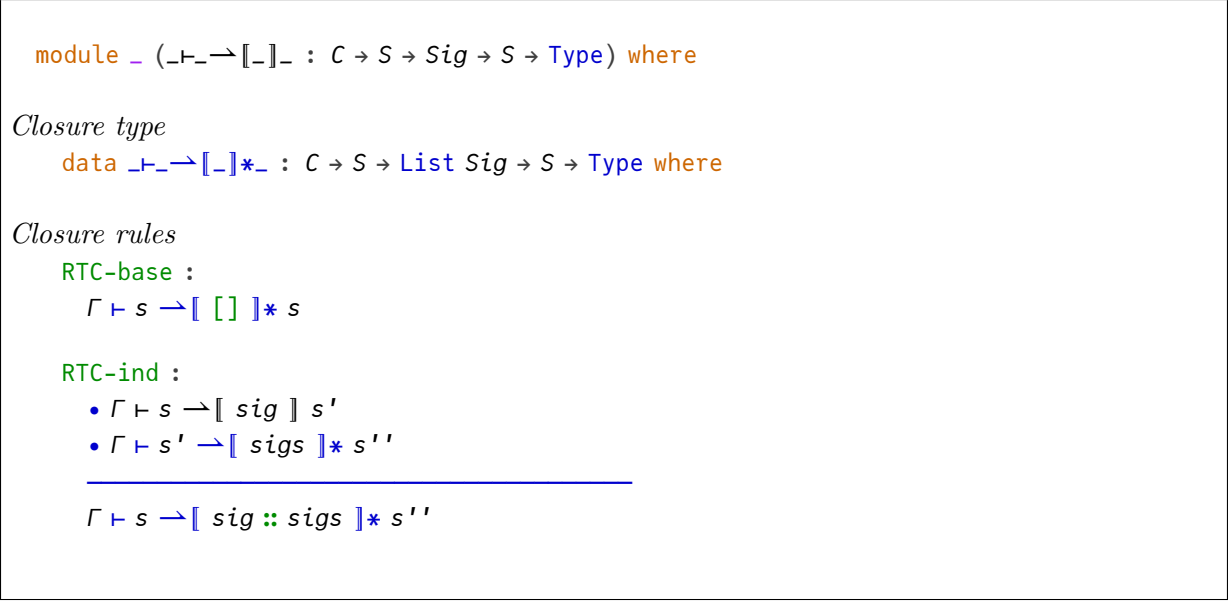 module _ (_⊢_⇀⟦_⟧_ : C → S → Sig → S → Type) where
Closure type
data _⊢_⇀⟦_⟧*_ : C → S → List Sig → S → Type where
Closure rules
RTC-base :
Γ ⊢ s ⇀⟦ [] ⟧* s
RTC-ind :
• Γ ⊢ s ⇀⟦ sig ⟧ s'
• Γ ⊢ s' ⇀⟦ sigs ⟧* s''
Γ ⊢ s ⇀⟦ sig ∷ sigs ⟧* s''